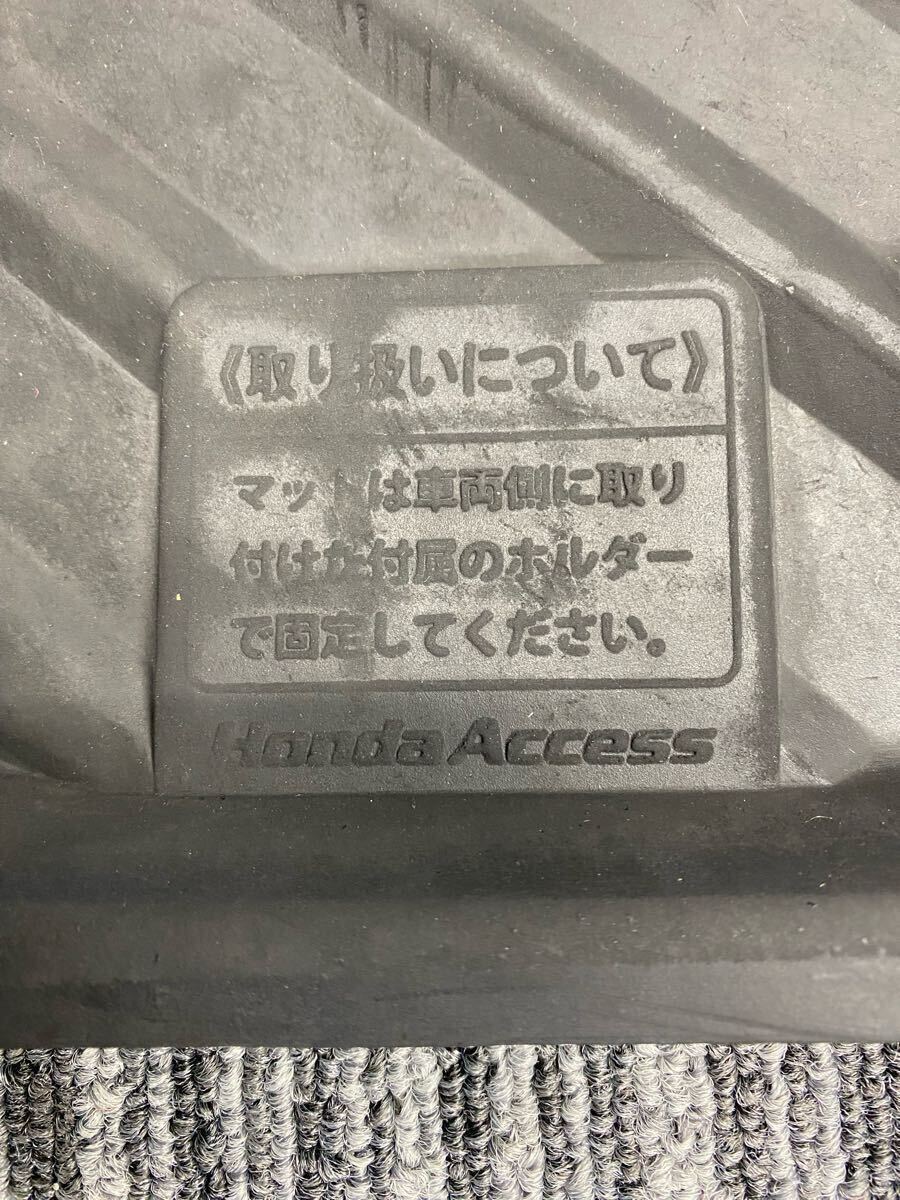 《取り扱いについて》
マットは車両側に取り
付けた付属のホルダー
で固定してください。
Honda Access